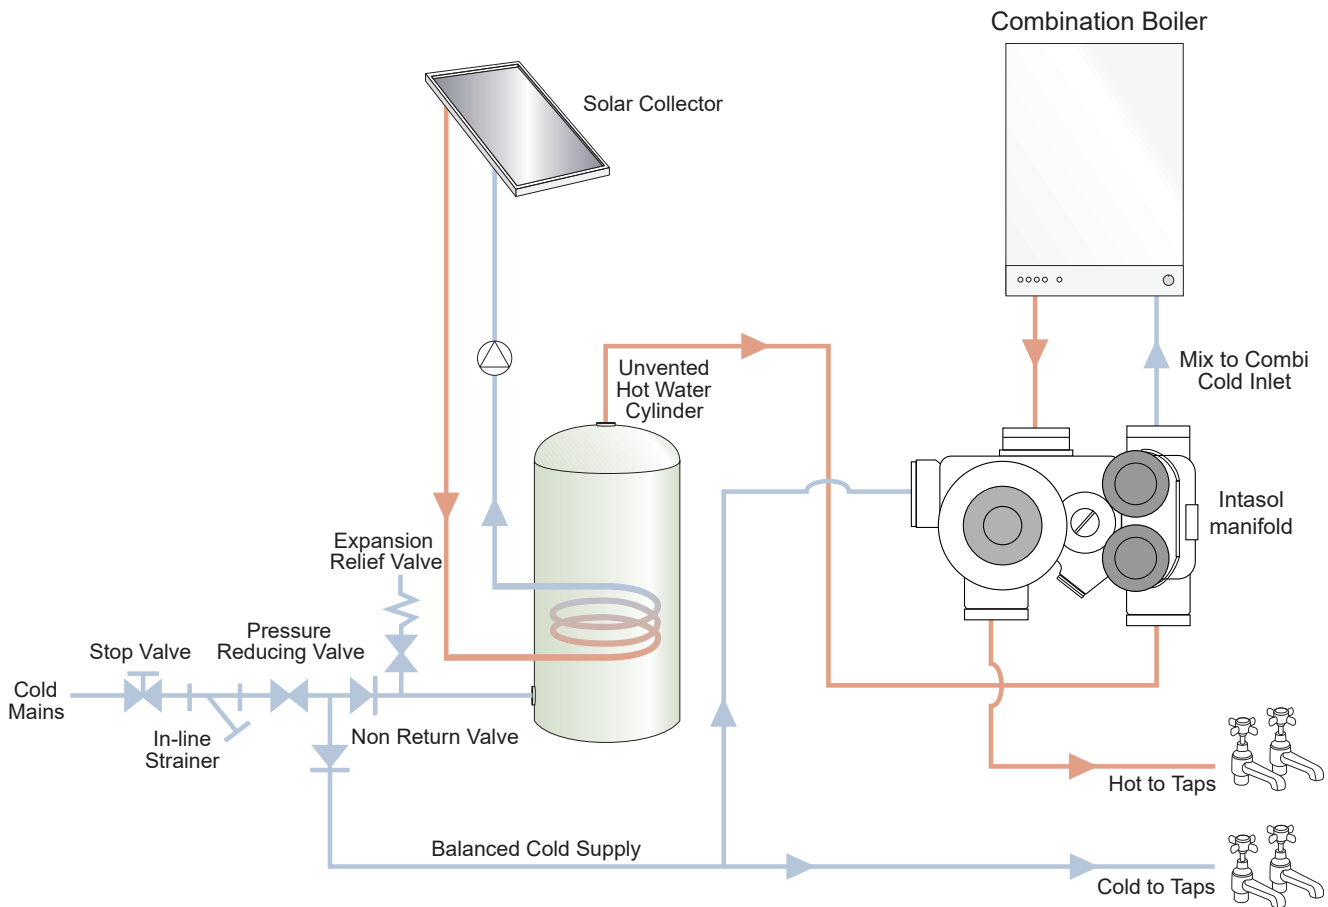 Combination Boiler
Solar Collector
Unvented
Hot Water
Cylinder
Mix to Combi
Cold Inlet
Intasol
manifold
Expansion
Relief Valve
Pressure
Reducing Valve
Stop Valve
Cold
Mains
In-line
Strainer
Non Return Valve
Hot to Taps
Balanced Cold Supply
Cold to Taps